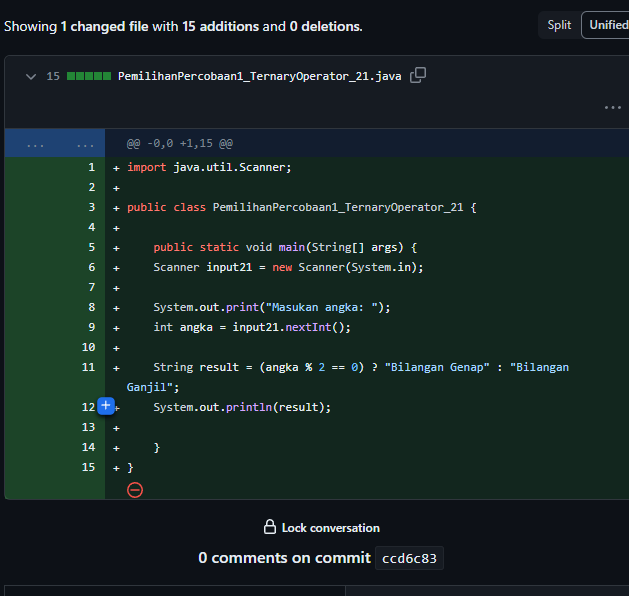 Showing 1 changed file with 15 additions and 0 deletions.
Split
Unified
15 PemilihanPercobaan1_TernaryOperator_21.java
...
... ... @@ -0,0 +1,15 @@
1 + import java.util.Scanner;
2 +
3 + public class PemilihanPercobaan1_TernaryOperator_21 {
4 +
5 +     public static void main(String[] args) {
6 +     Scanner input21 = new Scanner(System.in);
7 +
8 +     System.out.print("Masukan angka: ");
9 +     int angka = input21.nextInt();
10 +
11 +     String result = (angka % 2 == 0) ? "Bilangan Genap" : "Bilangan
Ganjil";
12 +     System.out.println(result);
13 +
14 +     }
15 + }
Lock conversation
0 comments on commit ccd6c83